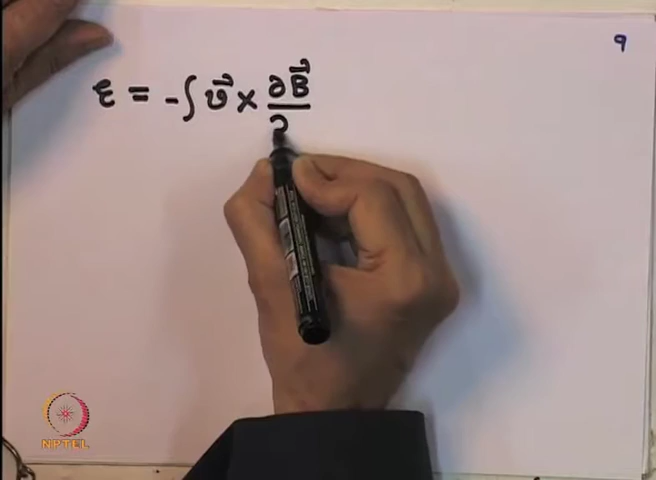 9
ε = -∫ v⃗ × ∂B⃗/∂
NPTEL